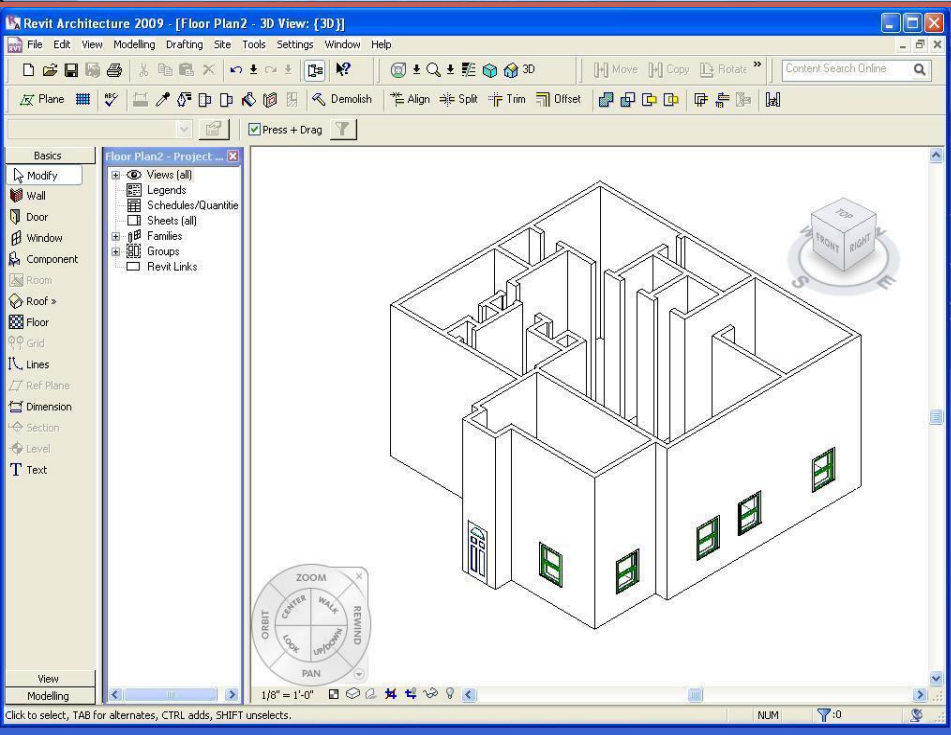 Revit Architecture 2009 - [Floor Plan2 - 3D View: {3D}]
RVT File Edit View Modelling Drafting Site Tools Settings Window Help
3D Move Copy Rotate » Content Search Online
Plane Demolish Align Split Trim Offset
Press + Drag
Basics
Floor Plan2 - Project ...
Modify
Wall
Door
Window
Component
Room
Roof »
Floor
Grid
Lines
Ref Plane
Dimension
Section
Level
T Text
Views (all)
Legends
Schedules/Quantitie
Sheets (all)
Families
Groups
Revit Links
TOP
FRONT RIGHT
W N
S E
ZOOM
CENTER WALK
ORBIT REWIND
LOOK UP/DOWN
PAN
View
Modelling
1/8" = 1'-0"
Click to select, TAB for alternates, CTRL adds, SHIFT unselects.
NUM :0